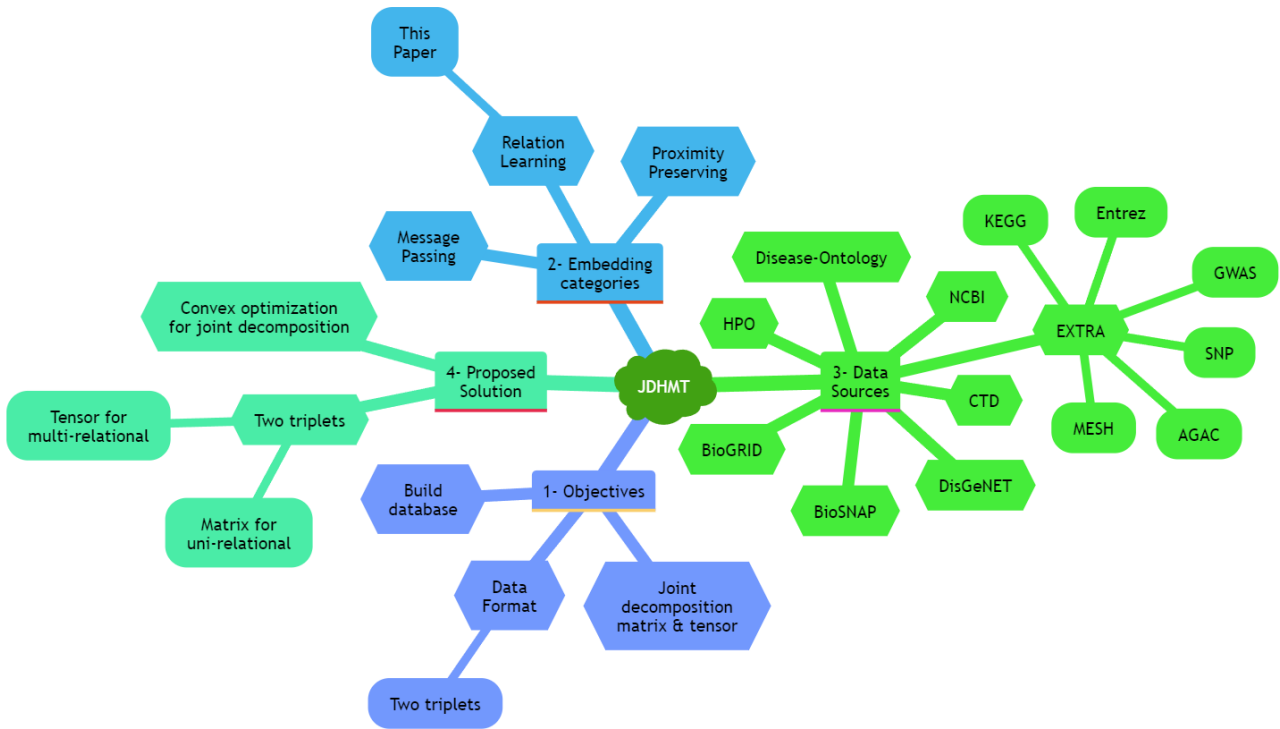 This
Paper
Relation
Learning
Proximity
Preserving
Message
Passing
2- Embedding
categories
Convex optimization
for joint decomposition
4- Proposed
Solution
Two triplets
Tensor for
multi-relational
Matrix for
uni-relational
JDHMT
1- Objectives
Build
database
Data
Format
Two triplets
Joint
decomposition
matrix & tensor
3- Data
Sources
Disease-Ontology
HPO
NCBI
CTD
BioGRID
BioSNAP
DisGeNET
EXTRA
KEGG
Entrez
GWAS
SNP
AGAC
MESH